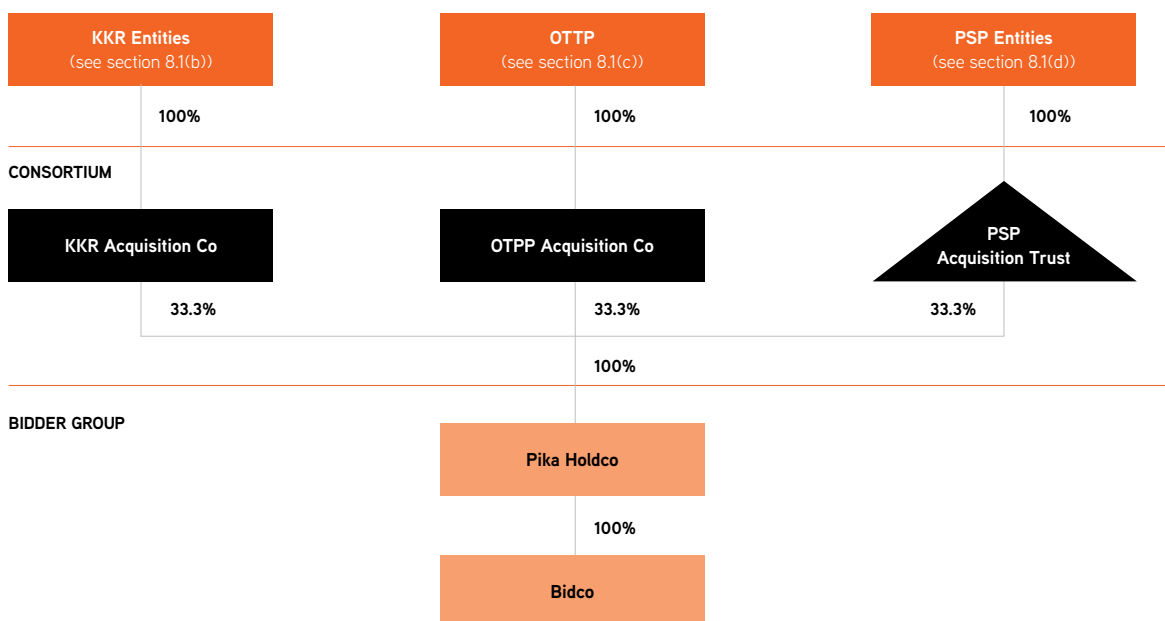 KKR Entities
(see section 8.1(b))
OTTP
(see section 8.1(c))
PSP Entities
(see section 8.1(d))
100%
100%
100%
CONSORTIUM
KKR Acquisition Co
OTPP Acquisition Co
PSP
Acquisition Trust
33.3%
33.3%
33.3%
100%
BIDDER GROUP
Pika Holdco
100%
Bidco